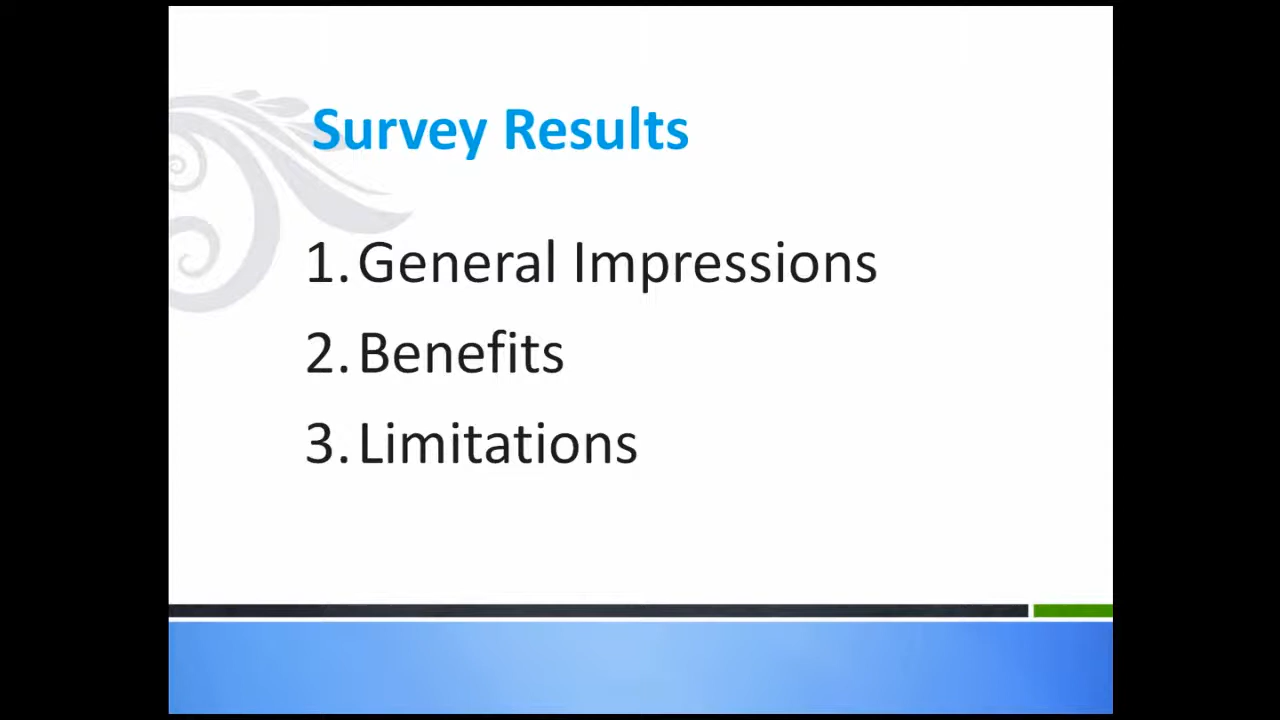 Survey Results
1. General Impressions
2. Benefits
3. Limitations